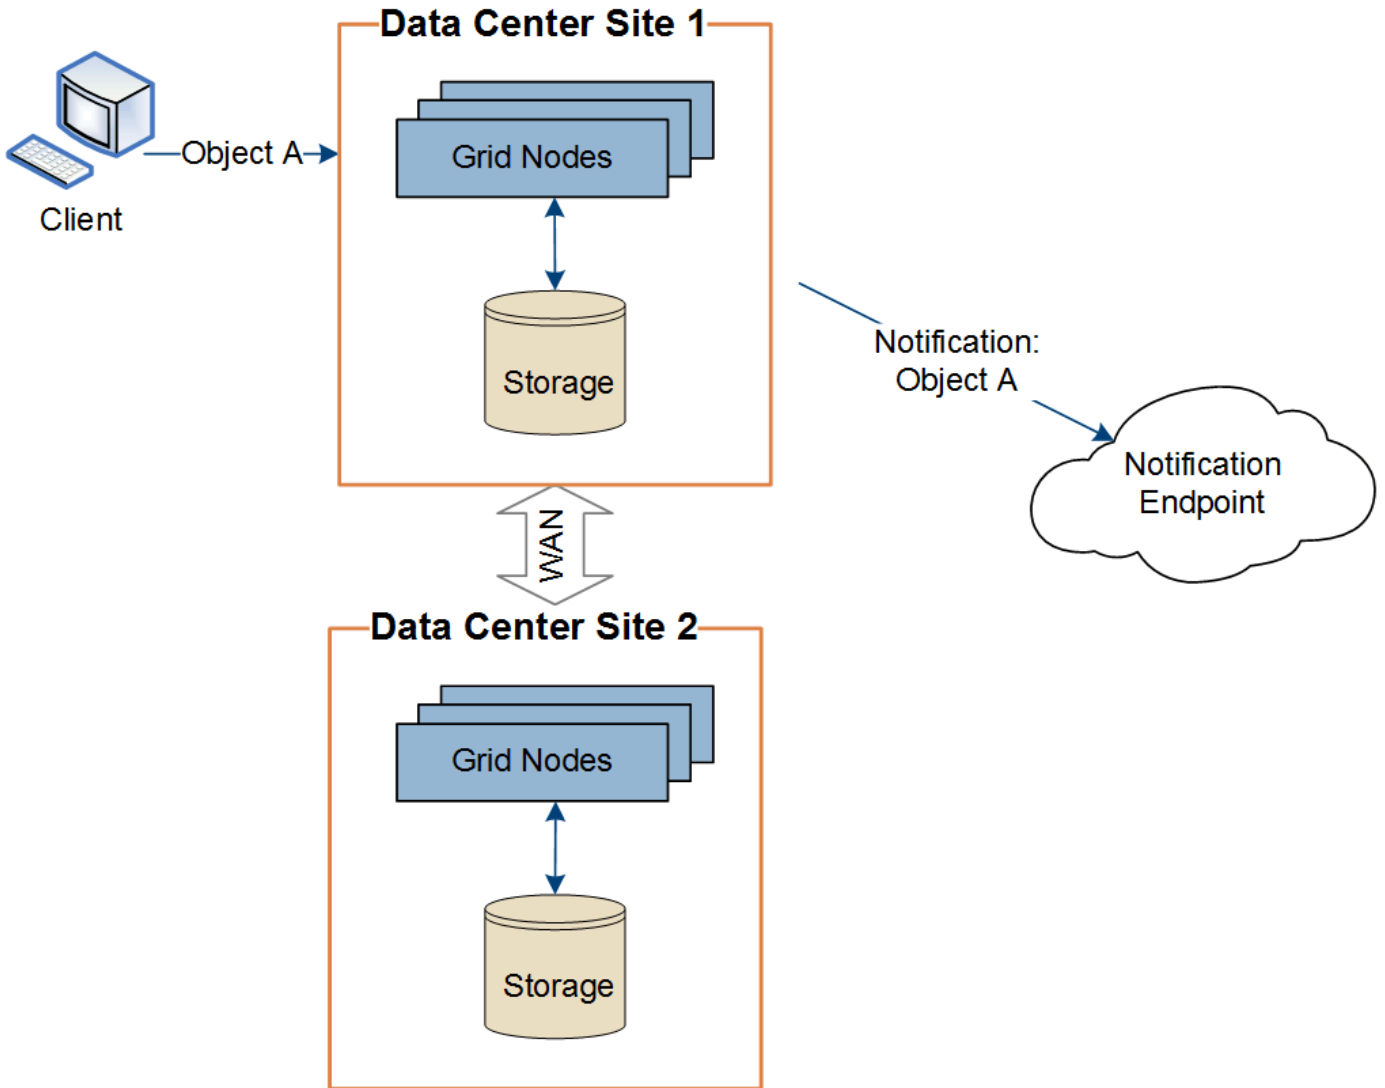 Data Center Site 1
Object A
Client
Grid Nodes
Storage
Notification:
Object A
Notification
Endpoint
WAN
Data Center Site 2
Grid Nodes
Storage